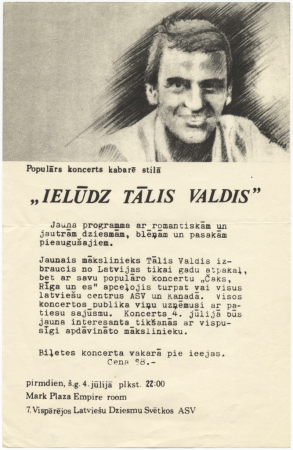 Populārs koncerts kabarē stilā
„IELŪDZ TĀLIS VALDIS”
Jauna programma ar romantiskām un
jautrām dziesmām, blēņām un pasakām
pieaugušajiem.
Jaunais mākslinieks Tālis Valdis iz-
braucis no Latvijas tikai gadu atpakaļ,
bet ar savu populāro koncertu „Čaks,
Rīga un es" apceļojis turpat vai visus
latviešu centrus ASV un Kanadā. Visos
koncertos publika viņu uzņēmusi ar pa-
tiesu sajūsmu. Koncerts 4. jūlijā būs
jauna interesanta tikšanās ar vispu-
sīgi apdāvināto mākslinieku.
Biļetes koncerta vakarā pie ieejas.
Cena $8.-
pirmdien, š.g. 4. jūlijā plkst. 22:00
Mark Plaza Empire room
7. Vispārējos Latviešu Dziesmu Svētkos ASV